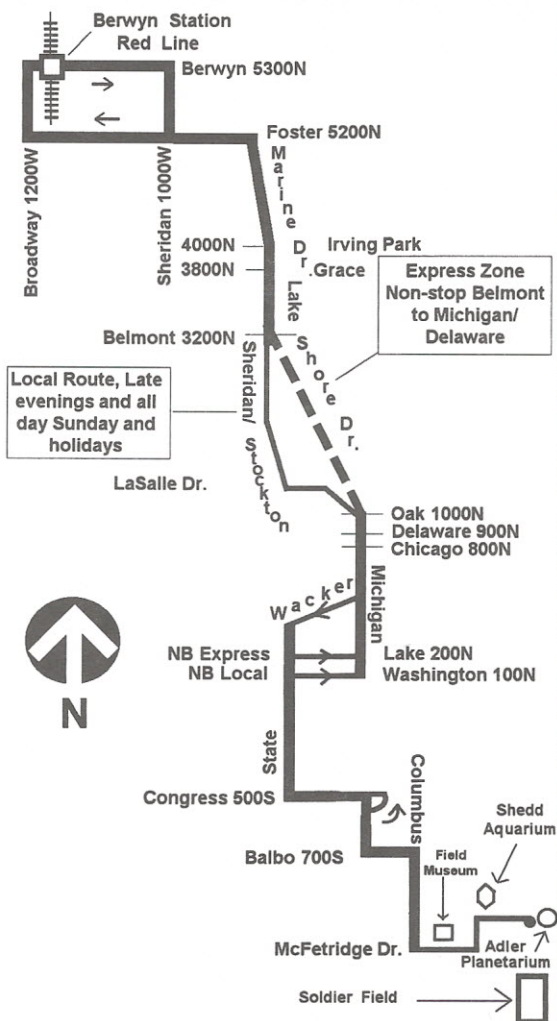 Berwyn Station
Red Line
Berwyn 5300N
Foster 5200N
Broadway 1200W
Sheridan 1000W
Marine Dr.
4000N
Irving Park
3800N
Grace
Lake Shore Dr.
Express Zone
Non-stop Belmont
to Michigan/
Delaware
Belmont 3200N
Sheridan/
Stockton
Local Route, Late
evenings and all
day Sunday and
holidays
LaSalle Dr.
Oak 1000N
Delaware 900N
Chicago 800N
Michigan
Wacker
N
NB Express
Lake 200N
NB Local
Washington 100N
State
Congress 500S
Columbus
Balbo 700S
Shedd
Aquarium
Field
Museum
McFetridge Dr.
Adler
Planetarium
Soldier Field